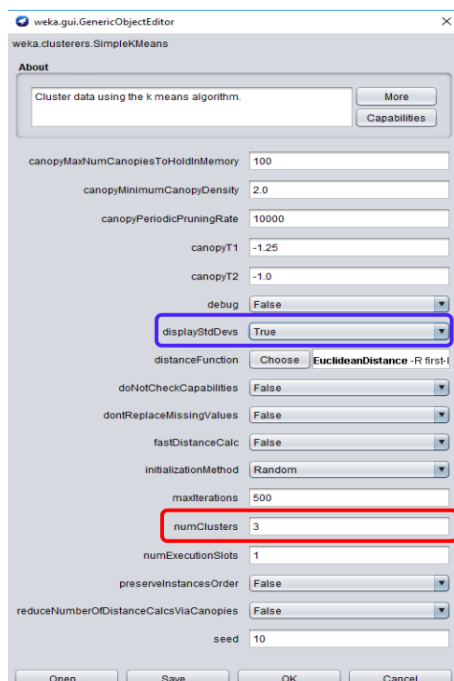 weka.gui.GenericObjectEditor
weka.clusterers.SimpleKMeans
About
Cluster data using the k means algorithm.
More
Capabilities
canopyMaxNumCanopiesToHoldInMemory 100
canopyMinimumCanopyDensity 2.0
canopyPeriodicPruningRate 10000
canopyT1 -1.25
canopyT2 -1.0
debug False
displayStdDevs True
distanceFunction Choose EuclideanDistance -R first-l
doNotCheckCapabilities False
dontReplaceMissingValues False
fastDistanceCalc False
initializationMethod Random
maxIterations 500
numClusters 3
numExecutionSlots 1
preserveInstancesOrder False
reduceNumberOfDistanceCalcsViaCanopies False
seed 10
Open Save OK Cancel